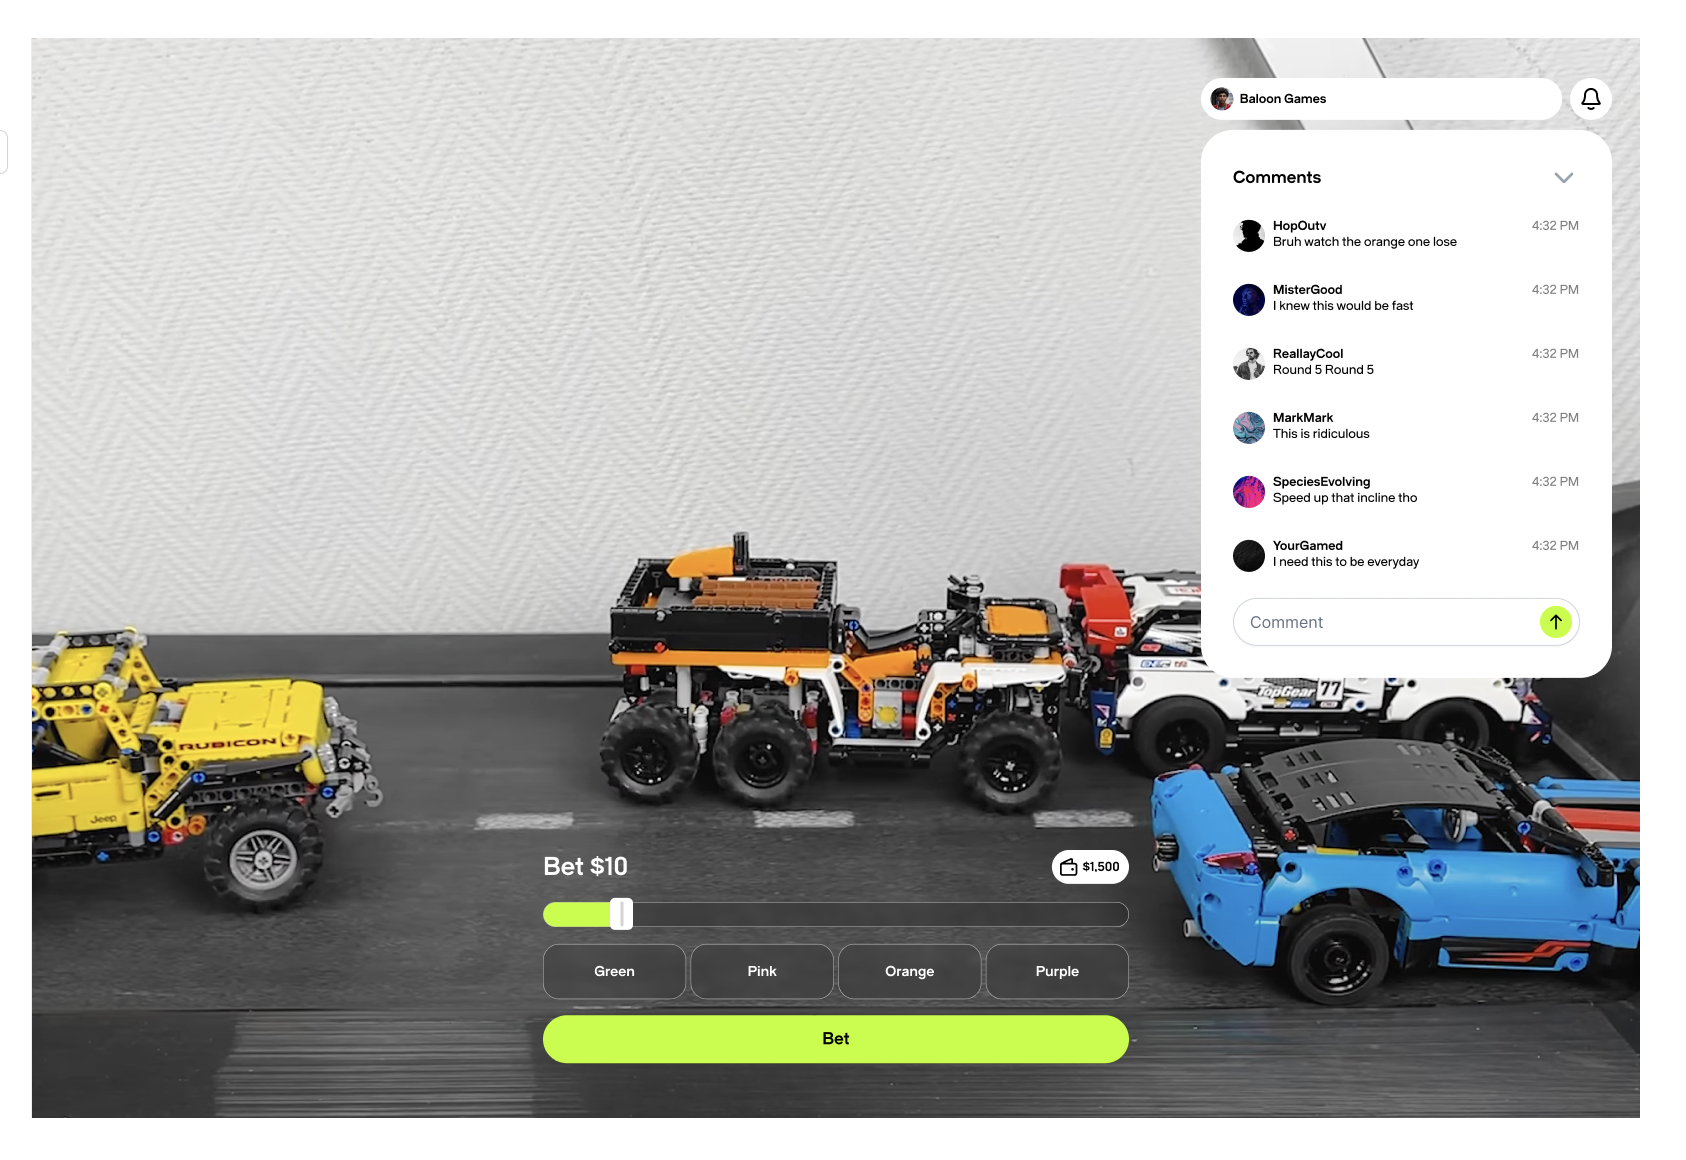 Baloon Games
Comments
HopOutv 4:32 PM
Bruh watch the orange one lose
MisterGood 4:32 PM
I knew this would be fast
ReallayCool 4:32 PM
Round 5 Round 5
MarkMark 4:32 PM
This is ridiculous
SpeciesEvolving 4:32 PM
Speed up that incline tho
YourGamed 4:32 PM
I need this to be everyday
Comment
TopGear 77
RUBICON
Jeep
Bet $10 $1,500
Green Pink Orange Purple
Bet